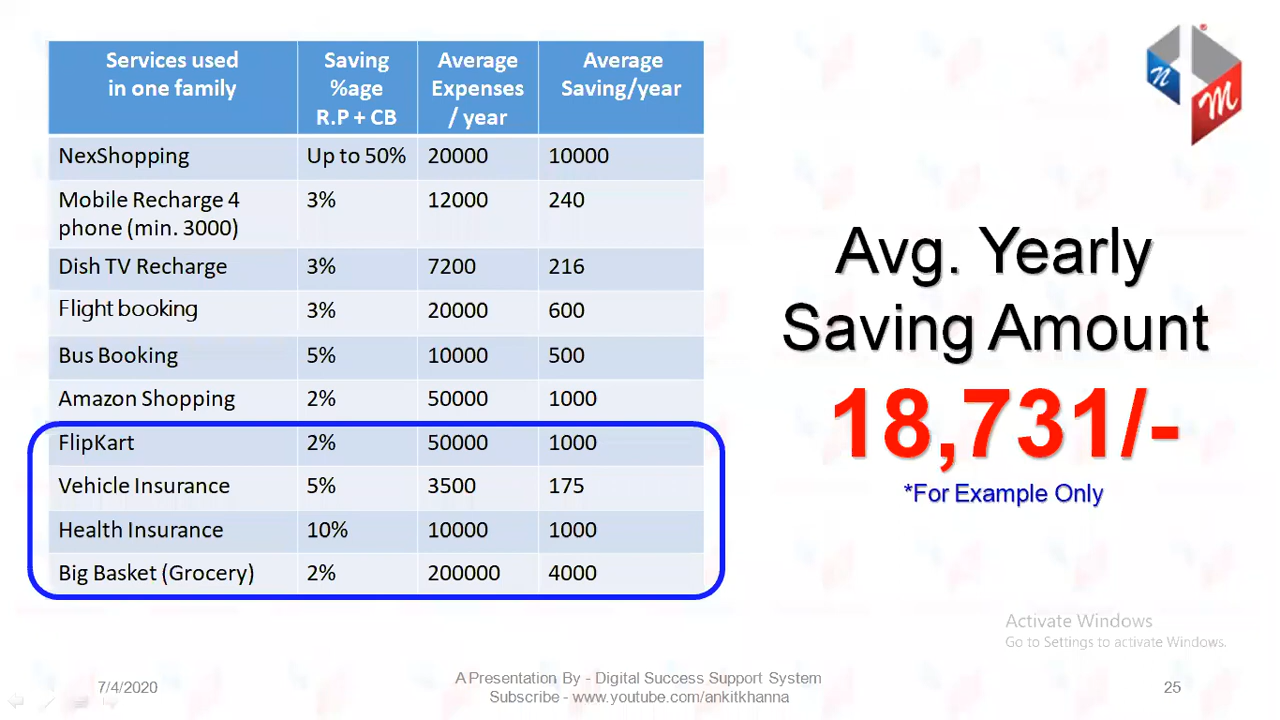 Services used
in one family
Saving
%age
R.P + CB
Average
Expenses
/ year
Average
Saving/year
NexShopping
Up to 50%
20000
10000
Mobile Recharge 4
phone (min. 3000)
3%
12000
240
Dish TV Recharge
3%
7200
216
Flight booking
3%
20000
600
Bus Booking
5%
10000
500
Amazon Shopping
2%
50000
1000
FlipKart
2%
50000
1000
Vehicle Insurance
5%
3500
175
Health Insurance
10%
10000
1000
Big Basket (Grocery)
2%
200000
4000
n
m
Avg. Yearly
Saving Amount
18,731/-
*For Example Only
Activate Windows
Go to Settings to activate Windows.
7/4/2020
A Presentation By - Digital Success Support System
Subscribe - www.youtube.com/ankitkhanna
25